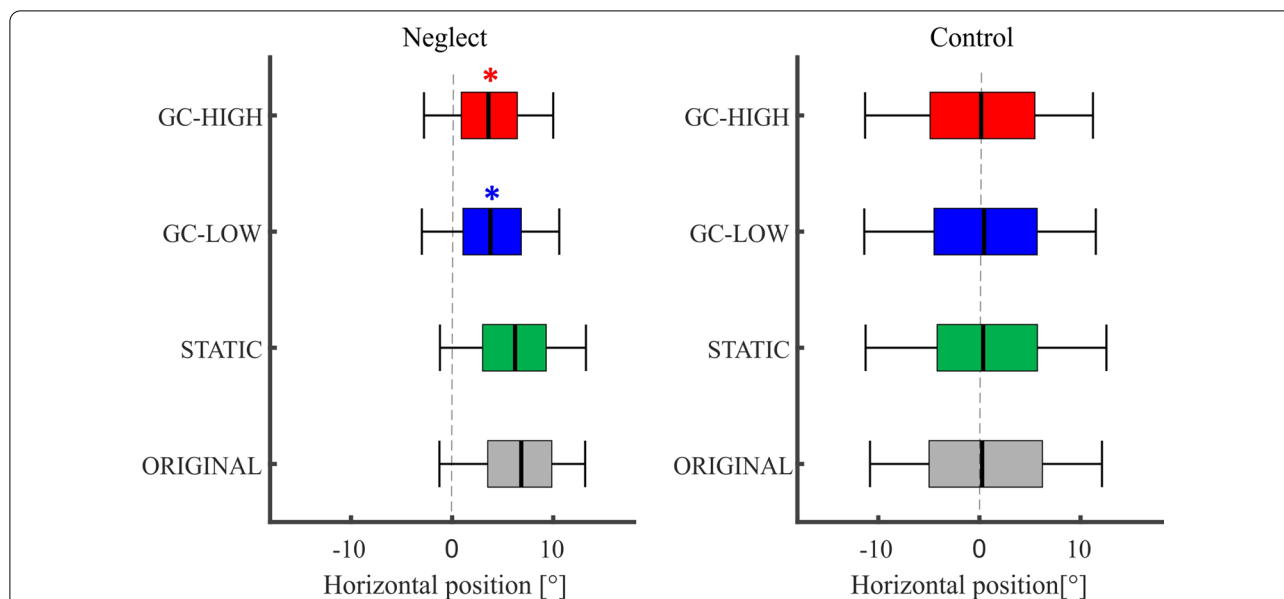 Neglect
*
GC-HIGH
*
GC-LOW
STATIC
ORIGINAL
-10 0 10
Horizontal position [°]
Control
GC-HIGH
GC-LOW
STATIC
ORIGINAL
-10 0 10
Horizontal position[°]